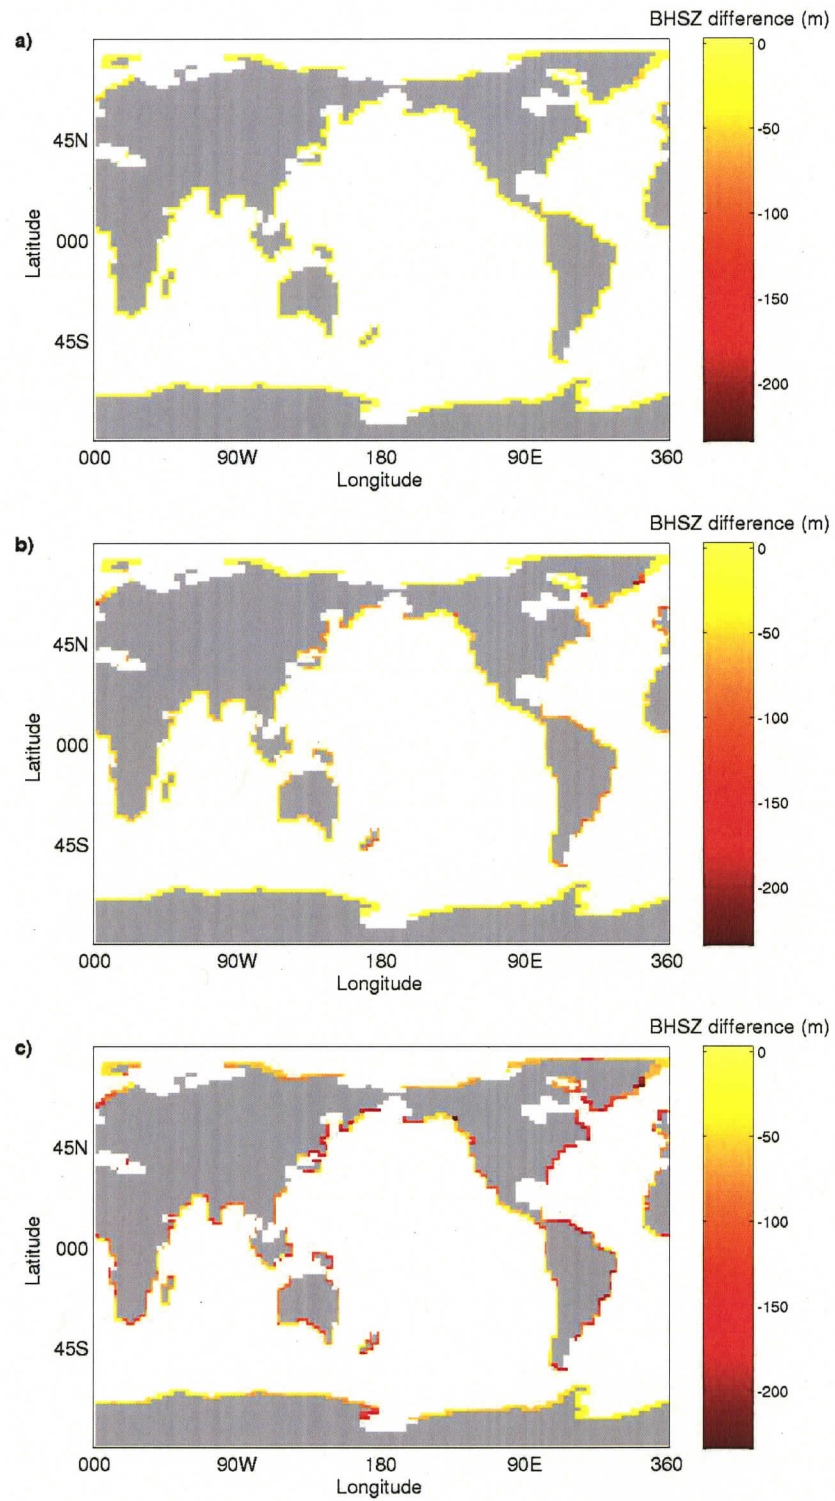 BHSZ difference (m)
a)
0
-50
-100
-150
-200
45N
000
45S
Latitude
000 90W 180 90E 360
Longitude
BHSZ difference (m)
b)
0
-50
-100
-150
-200
45N
000
45S
Latitude
000 90W 180 90E 360
Longitude
BHSZ difference (m)
c)
0
-50
-100
-150
-200
45N
000
45S
Latitude
000 90W 180 90E 360
Longitude